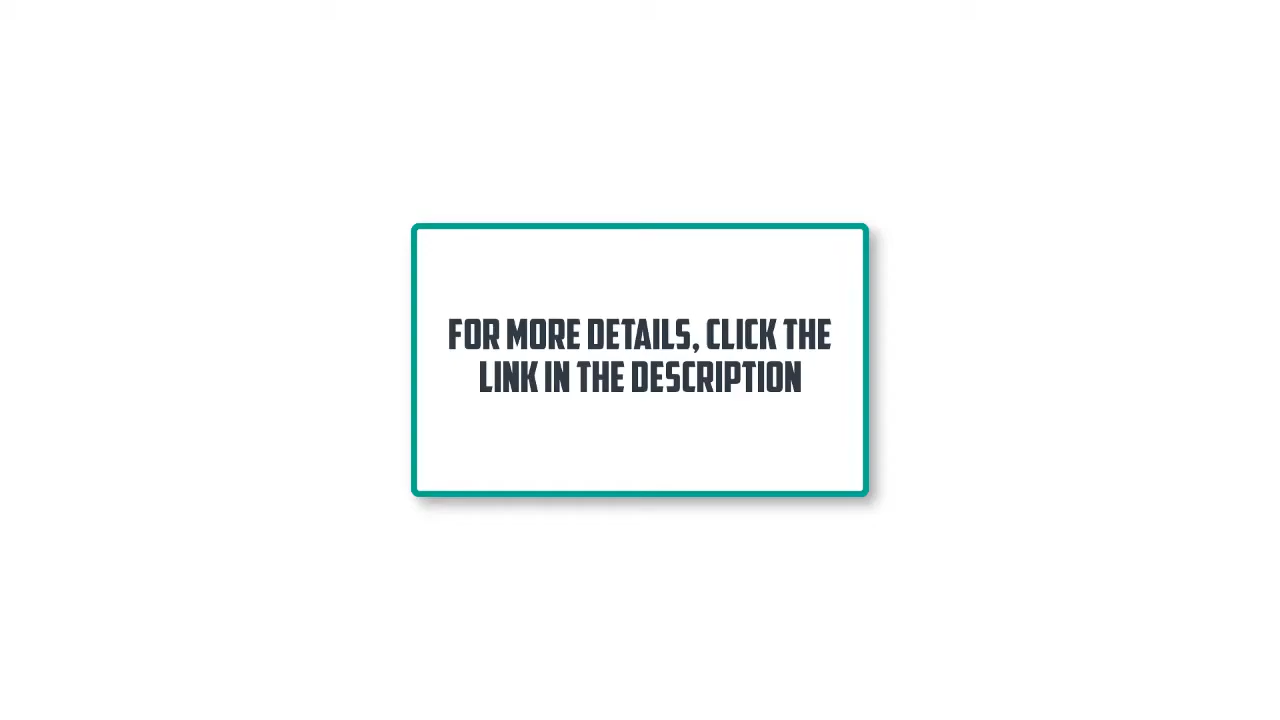 FOR MORE DETAILS, CLICK THE
LINK IN THE DESCRIPTION